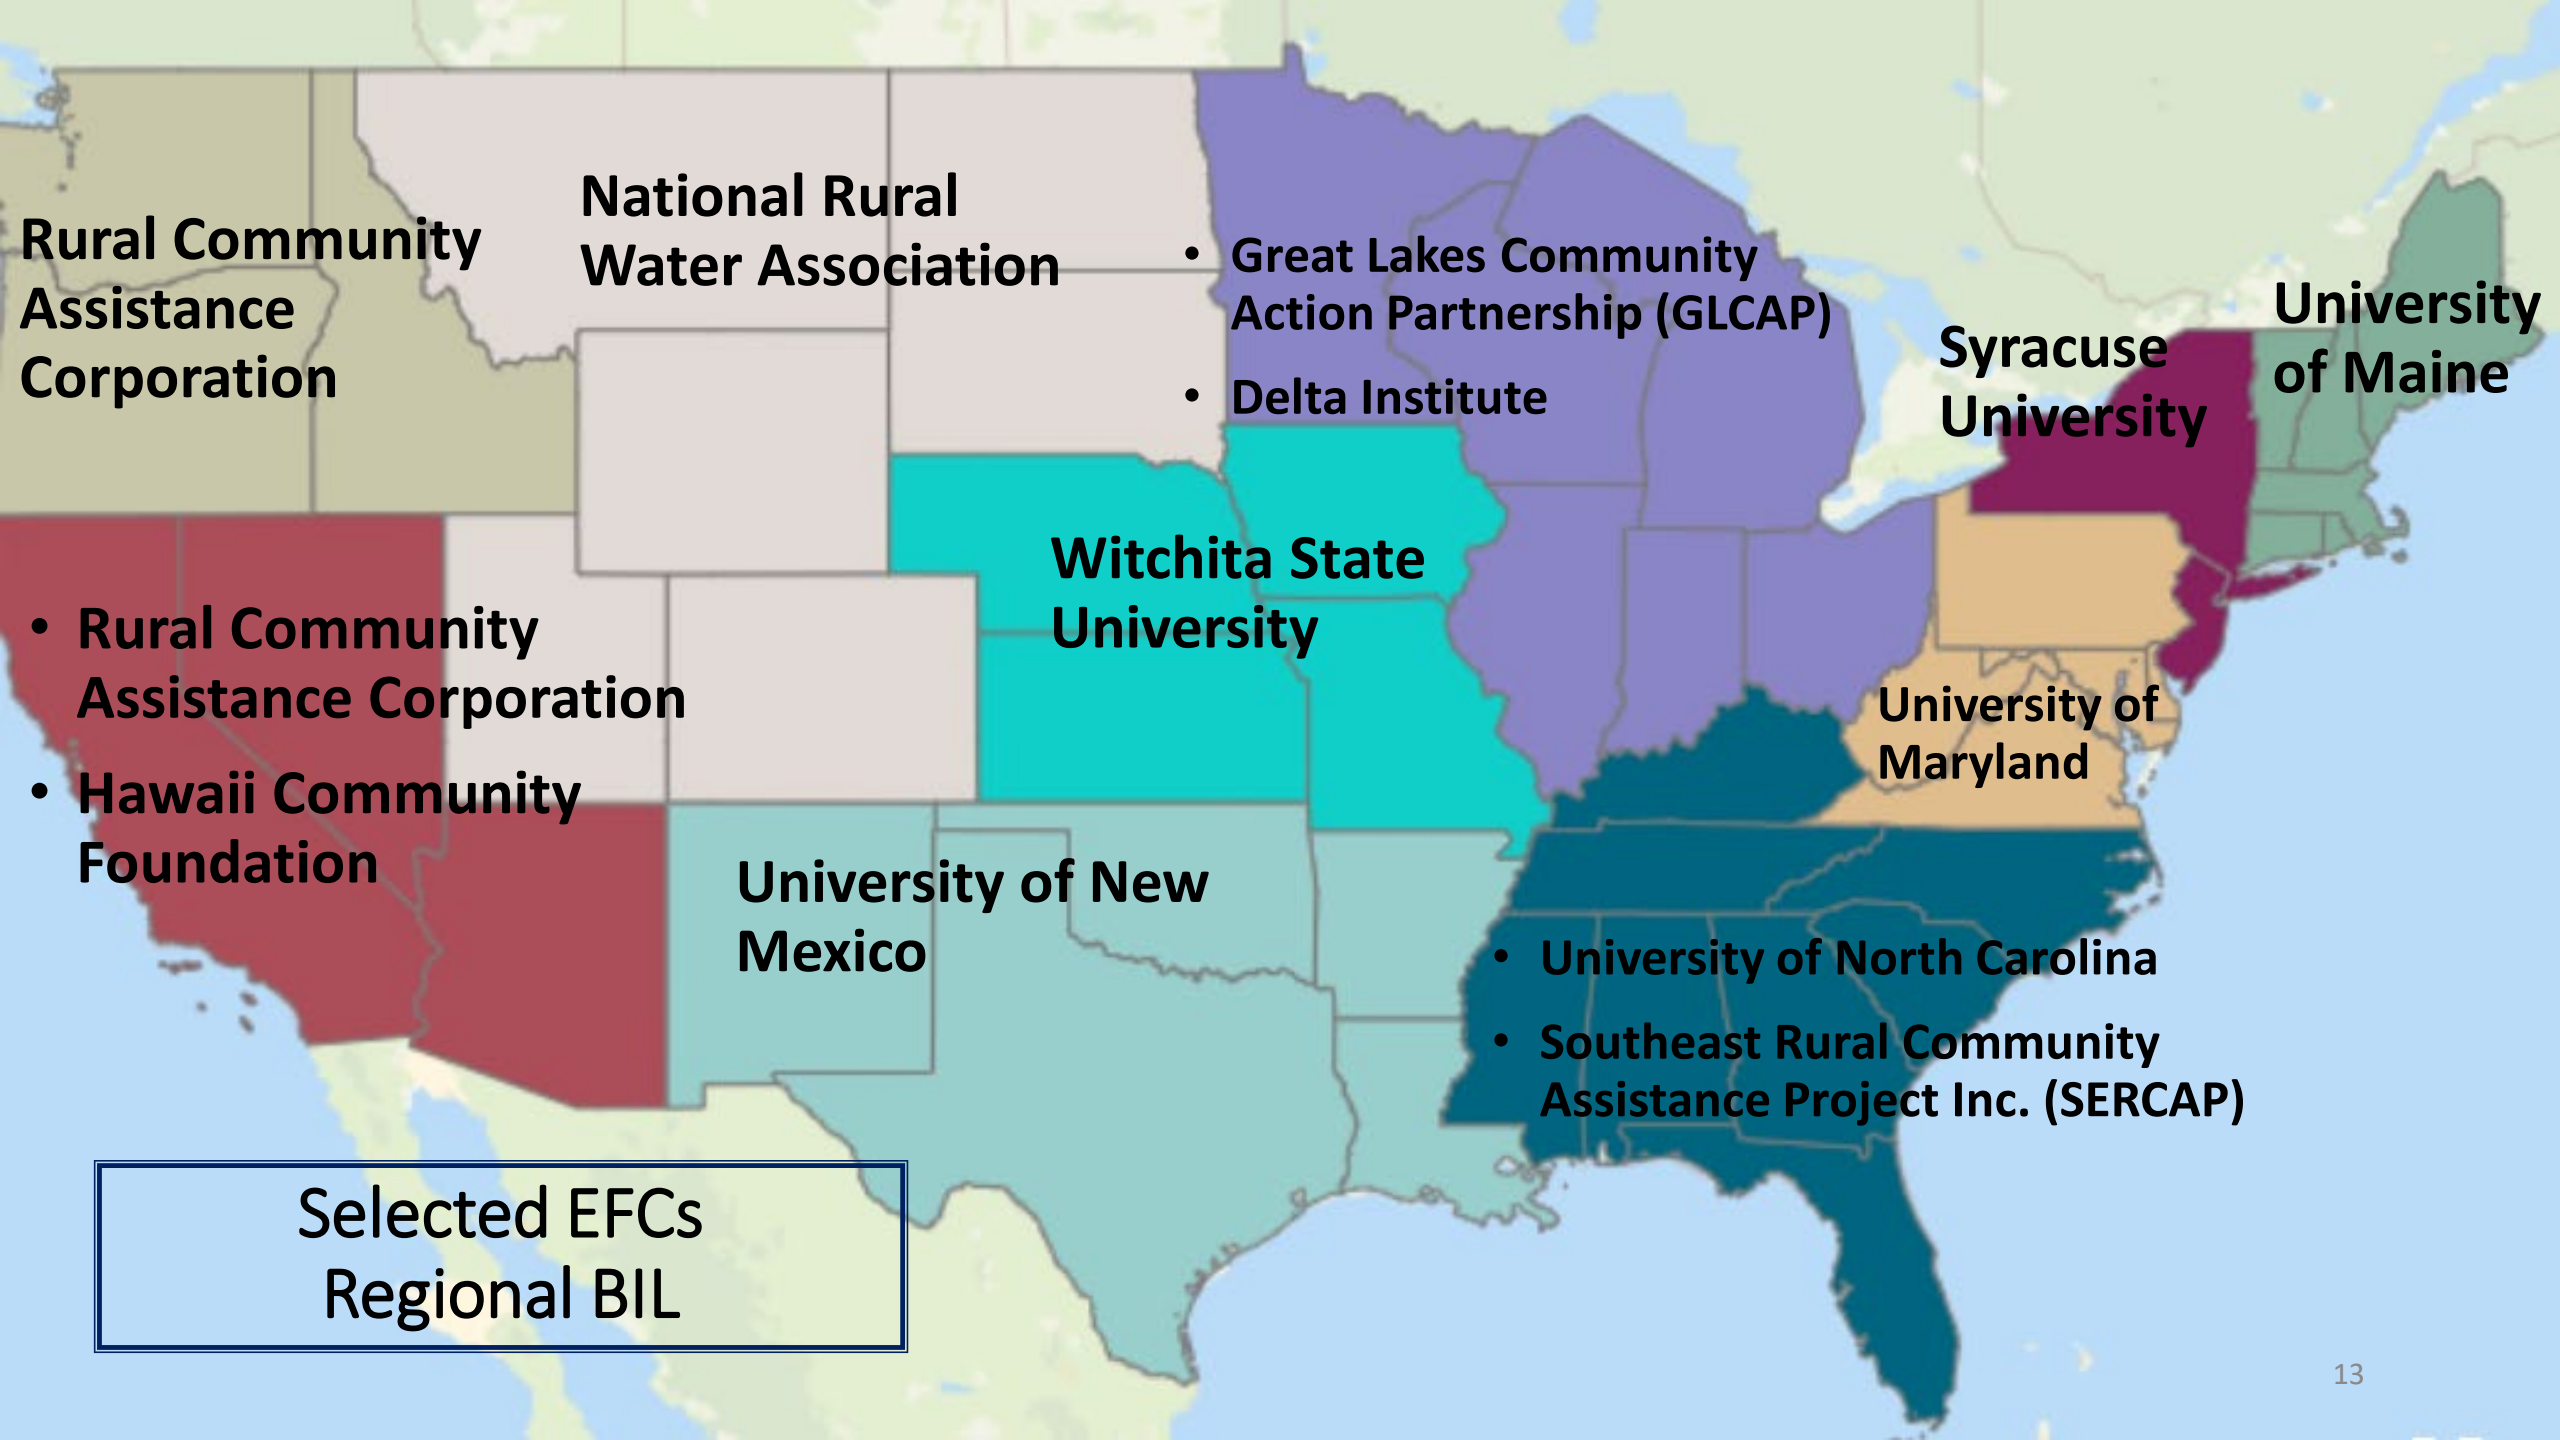 National Rural
Water Association
Rural Community
Assistance
Corporation
• Great Lakes Community
Action Partnership (GLCAP)
• Delta Institute
Syracuse
University
University
of Maine
Witchita State
University
• Rural Community
Assistance Corporation
• Hawaii Community
Foundation
University of
Maryland
University of New
Mexico
• University of North Carolina
• Southeast Rural Community
Assistance Project Inc. (SERCAP)
Selected EFCs
Regional BIL
13